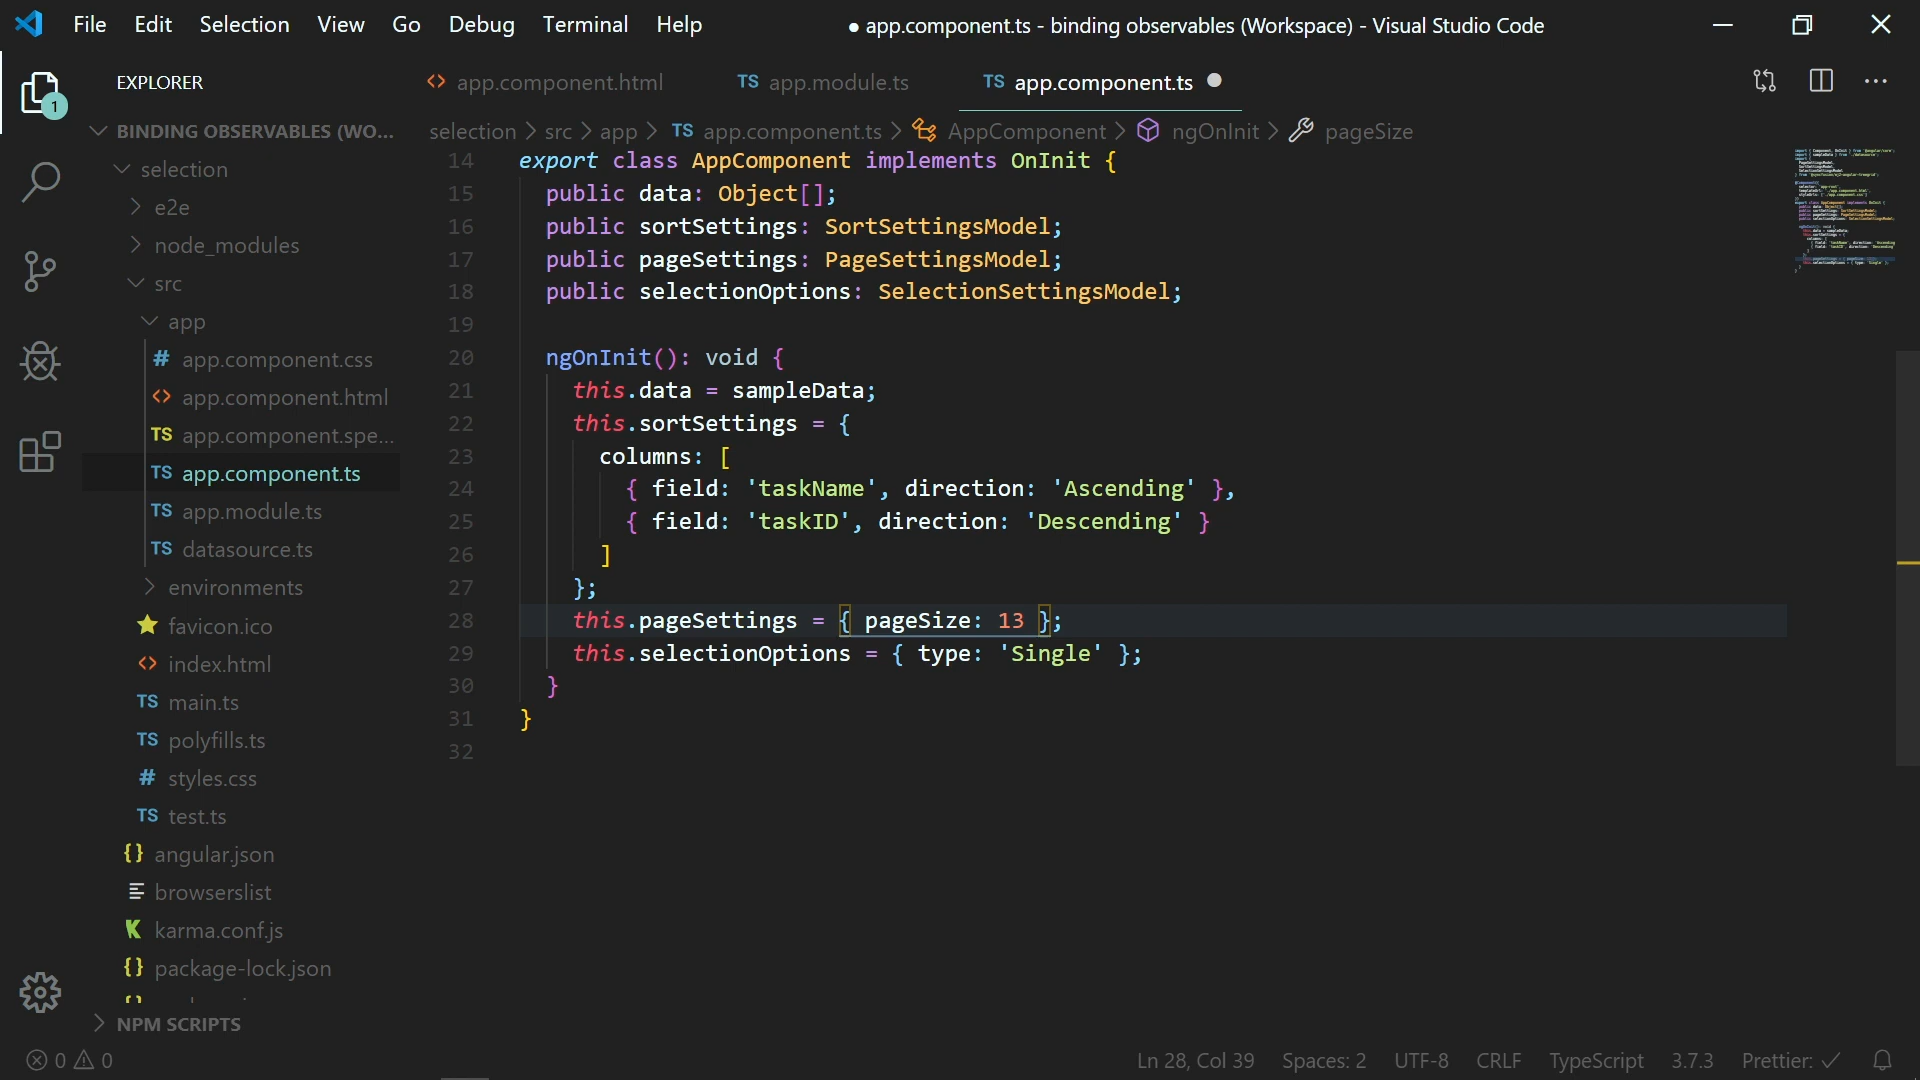 File Edit Selection View Go Debug Terminal Help
● app.component.ts - binding observables (Workspace) - Visual Studio Code
1
EXPLORER
BINDING OBSERVABLES (WO...
selection
e2e
node_modules
src
app
# app.component.css
<> app.component.html
TS app.component.spe...
TS app.component.ts
TS app.module.ts
TS datasource.ts
environments
favicon.ico
<> index.html
TS main.ts
TS polyfills.ts
# styles.css
TS test.ts
{} angular.json
browserslist
K karma.conf.js
{} package-lock.json
NPM SCRIPTS
<> app.component.html
TS app.module.ts
TS app.component.ts ●
selection > src > app > TS app.component.ts > AppComponent > ngOnInit > pageSize
14 export class AppComponent implements OnInit {
15 public data: Object[];
16 public sortSettings: SortSettingsModel;
17 public pageSettings: PageSettingsModel;
18 public selectionOptions: SelectionSettingsModel;
19
20 ngOnInit(): void {
21 this.data = sampleData;
22 this.sortSettings = {
23 columns: [
24 { field: 'taskName', direction: 'Ascending' },
25 { field: 'taskID', direction: 'Descending' }
26 ]
27 };
28 this.pageSettings = { pageSize: 13 };
29 this.selectionOptions = { type: 'Single' };
30 }
31 }
32
0 0
Ln 28, Col 39 Spaces: 2 UTF-8 CRLF TypeScript 3.7.3 Prettier: ✓